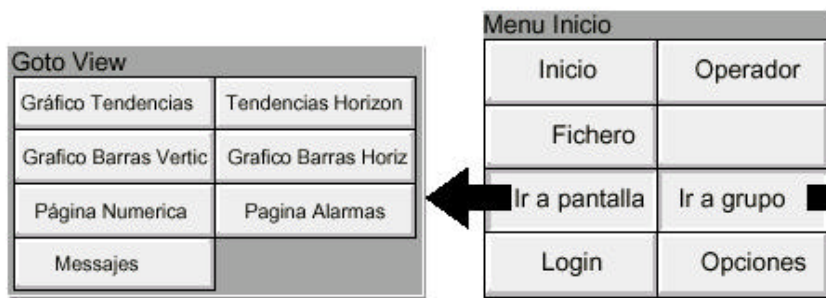 Goto View
Gráfico Tendencias
Tendencias Horizon
Grafico Barras Vertic
Grafico Barras Horiz
Página Numerica
Pagina Alarmas
Messajes
Menu Inicio
Inicio
Operador
Fichero
Ir a pantalla
Ir a grupo
Login
Opciones